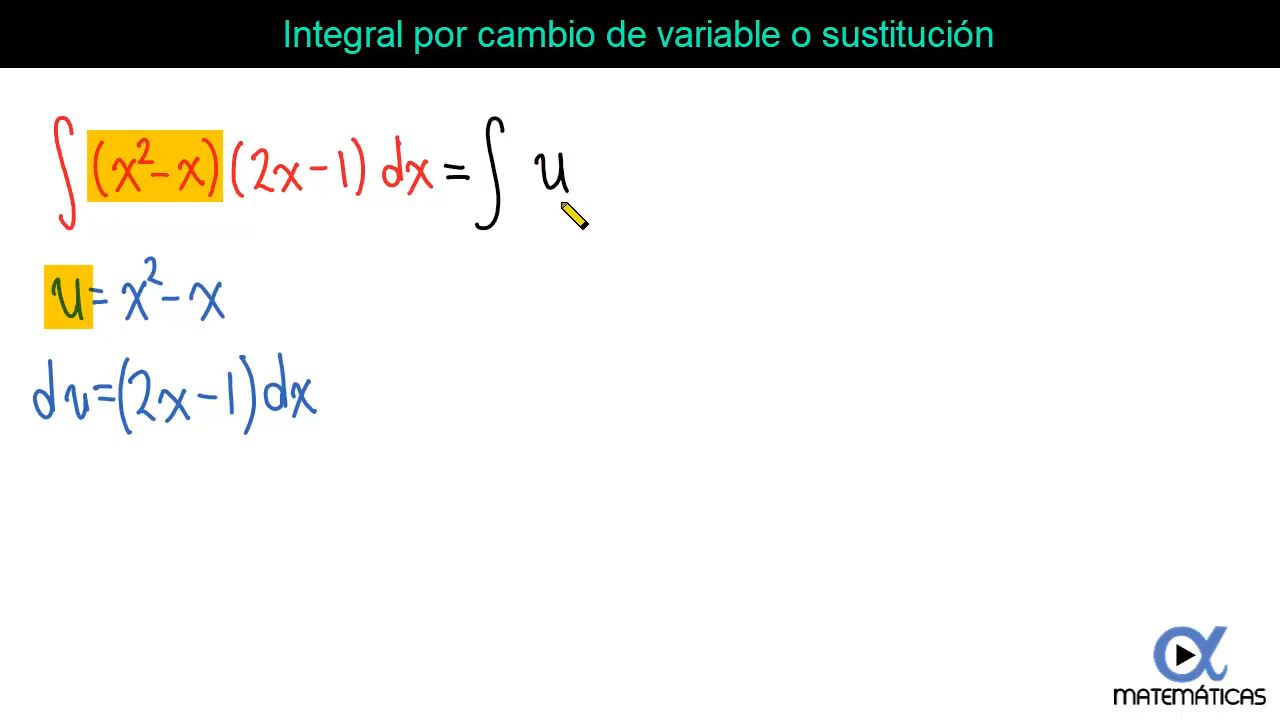 Integral por cambio de variable o sustitución
∫ (x²-x) (2x-1) dx = ∫ u
u = x²-x
du = (2x-1) dx
MATEMÁTICAS